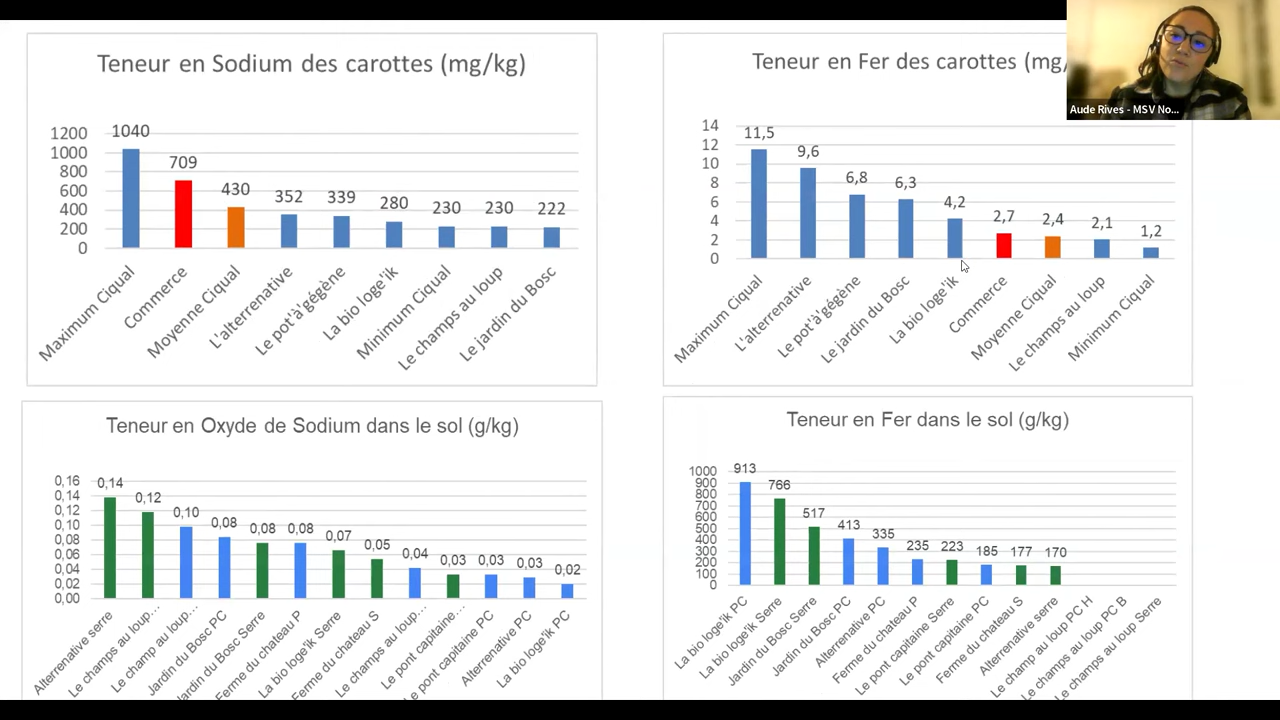 Teneur en Sodium des carottes (mg/kg)
1200
1000
800
600
400
200
0
1040
709
430
352
339
280
230
230
222
Maximum Ciqual
Commerce
Moyenne Ciqual
L'alterrenative
Le pot'à'gégène
La bio loge'ik
Minimum Ciqual
Le champs au loup
Le jardin du Bosc
Teneur en Fer des carottes (mg/
14
12
10
8
6
4
2
0
11,5
9,6
6,8
6,3
4,2
2,7
2,4
2,1
1,2
Maximum Ciqual
L'alterrenative
Le pot'à'gégène
Le jardin du Bosc
La bio loge'ik
Commerce
Moyenne Ciqual
Le champs au loup
Minimum Ciqual
Aude Rives - MSV No...
Teneur en Oxyde de Sodium dans le sol (g/kg)
0,16
0,14
0,12
0,10
0,08
0,06
0,04
0,02
0,00
0,14
0,12
0,10
0,08
0,08
0,08
0,07
0,05
0,04
0,03
0,03
0,03
0,02
Alterrenative serre
Le champs au loup...
Le champ au loup...
Jardin du Bosc PC
Jardin du Bosc Serre
Ferme du chateau P
La bio loge'ik Serre
Ferme du chateau S
Le champs au loup...
Le pont capitaine...
Le pont capitaine PC
Alterrenative PC
La bio loge'ik PC
Teneur en Fer dans le sol (g/kg)
1000
900
800
700
600
500
400
300
200
100
0
913
766
517
413
335
235
223
185
177
170
La bio loge'ik PC
La bio loge'ik Serre
Jardin du Bosc Serre
Jardin du Bosc PC
Alterrenative PC
Ferme du chateau P
Le pont capitaine Serre
Le pont capitaine PC
Ferme du chateau S
Alterrenative serre
Le champ au loup PC H
Le champs au loup PC B
Le champs au loup Serre